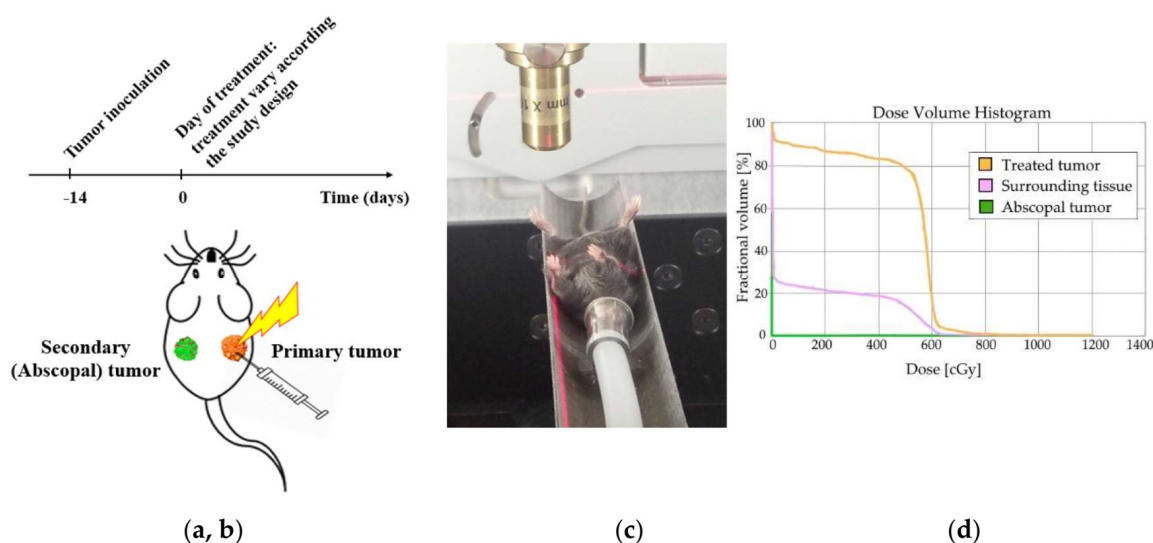 Tumor inoculation
Day of treatment:
treatment vary according
the study design
-14
0
Time (days)
Secondary
(Abscopal) tumor
Primary tumor
(a, b)
mm X 1
(c)
Dose Volume Histogram
Fractional volume [%]
100
80
60
40
20
0
Treated tumor
Surrounding tissue
Abscopal tumor
0
200
400
600
800
1000
1200
1400
Dose [cGy]
(d)